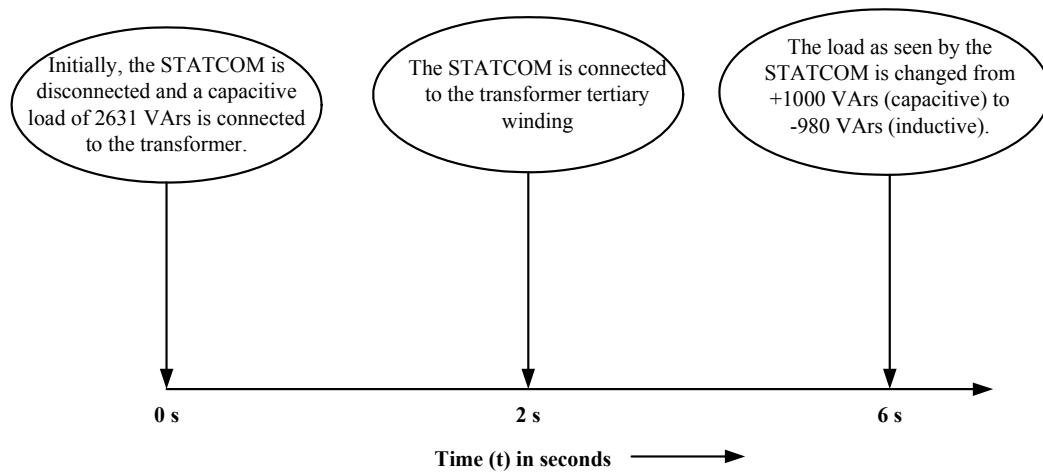 Initially, the STATCOM is
disconnected and a capacitive
load of 2631 VArs is connected
to the transformer.
The STATCOM is connected
to the transformer tertiary
winding
The load as seen by the
STATCOM is changed from
+1000 VArs (capacitive) to
-980 VArs (inductive).
0 s
2 s
6 s
Time (t) in seconds